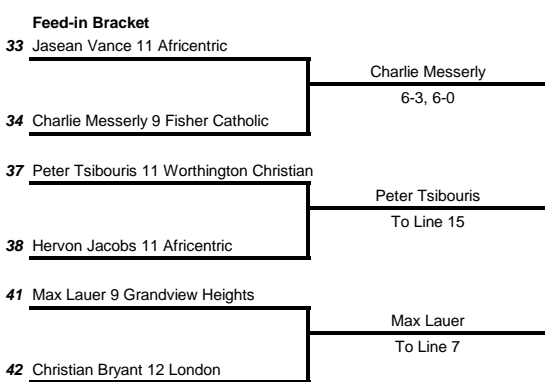 Feed-in Bracket
33 Jasean Vance 11 Africentric
Charlie Messerly
6-3, 6-0
34 Charlie Messerly 9 Fisher Catholic
37 Peter Tsibouris 11 Worthington Christian
Peter Tsibouris
To Line 15
38 Hervon Jacobs 11 Africentric
41 Max Lauer 9 Grandview Heights
Max Lauer
To Line 7
42 Christian Bryant 12 London